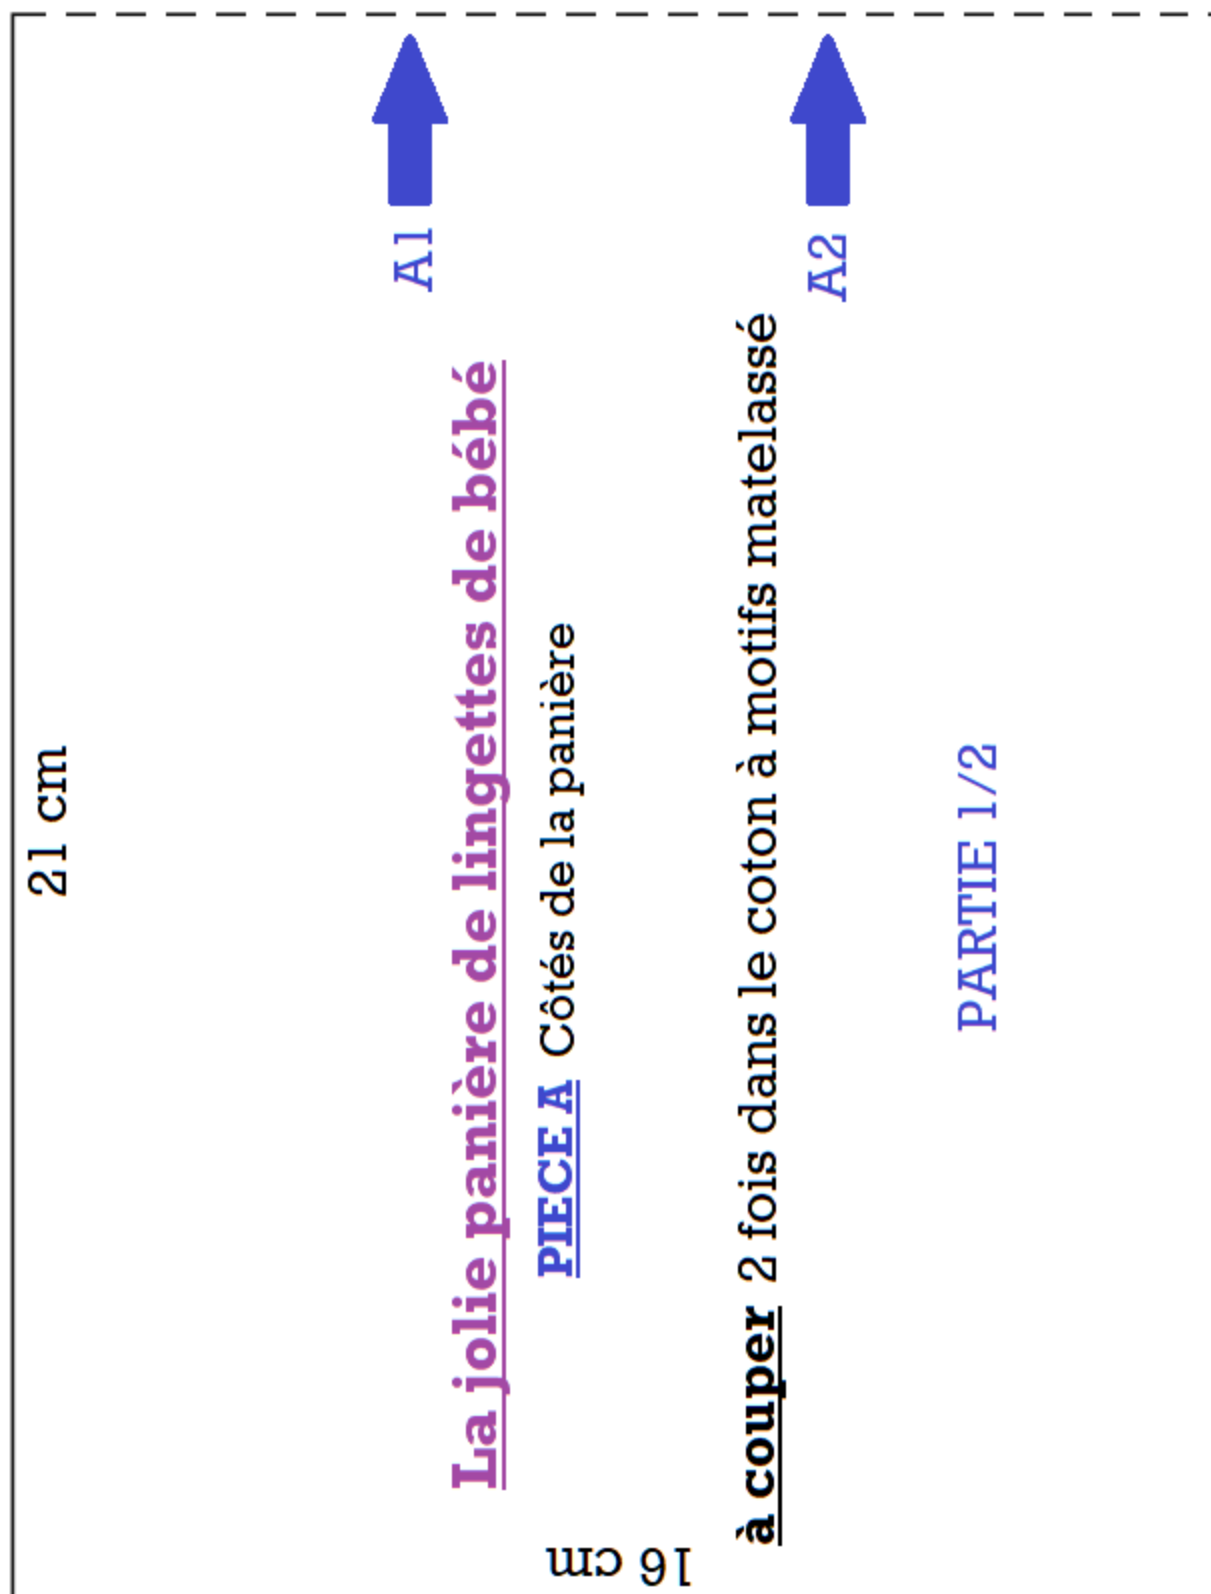 21 cm
A1
La jolie panière de lingettes de bébé
PIECE A Côtés de la panière
A2
à couper 2 fois dans le coton à motifs matelassé
PARTIE 1/2
16 cm